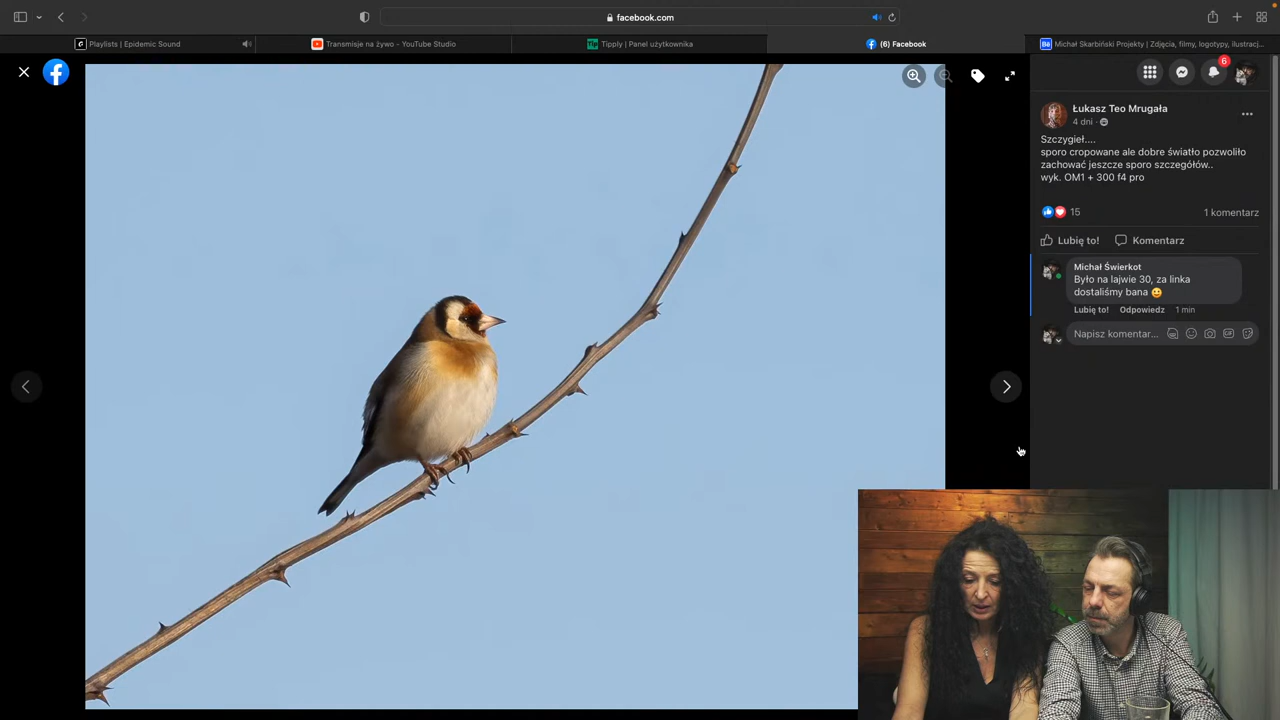 facebook.com
Playlists | Epidemic Sound
Transmisje na żywo - YouTube Studio
Tipply | Panel użytkownika
(6) Facebook
Bē Michał Skarbiński Projekty | Zdjęcia, filmy, logotypy, ilustracj...
6
Łukasz Teo Mrugała
4 dni
Szczygieł....
sporo cropowane ale dobre światło pozwoliło
zachować jeszcze sporo szczegółów..
wyk. OM1 + 300 f4 pro
15
1 komentarz
Lubię to!
Komentarz
Michał Świerkot
Było na lajwie 30, za linka
dostaliśmy bana
Lubię to! Odpowiedz 1 min
Napisz komentar...